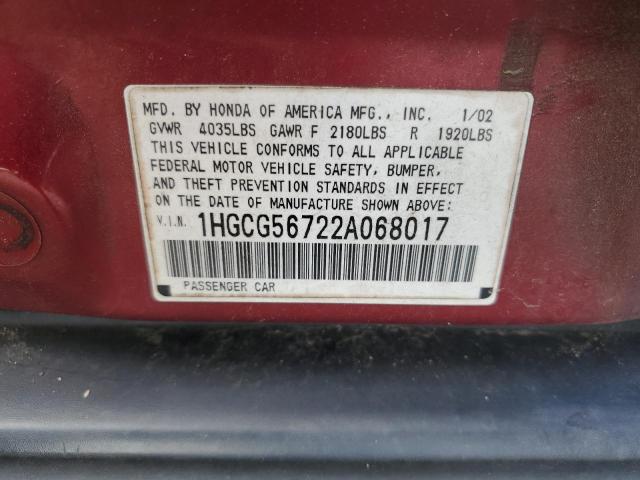 MFD. BY HONDA OF AMERICA MFG., INC. 1/02
GVWR 4035LBS GAWR F 2180LBS R 1920LBS
THIS VEHICLE CONFORMS TO ALL APPLICABLE
FEDERAL MOTOR VEHICLE SAFETY, BUMPER,
AND THEFT PREVENTION STANDARDS IN EFFECT
ON THE DATE OF MANUFACTURE SHOWN ABOVE:
V.I.N. 1HGCG56722A068017
PASSENGER CAR